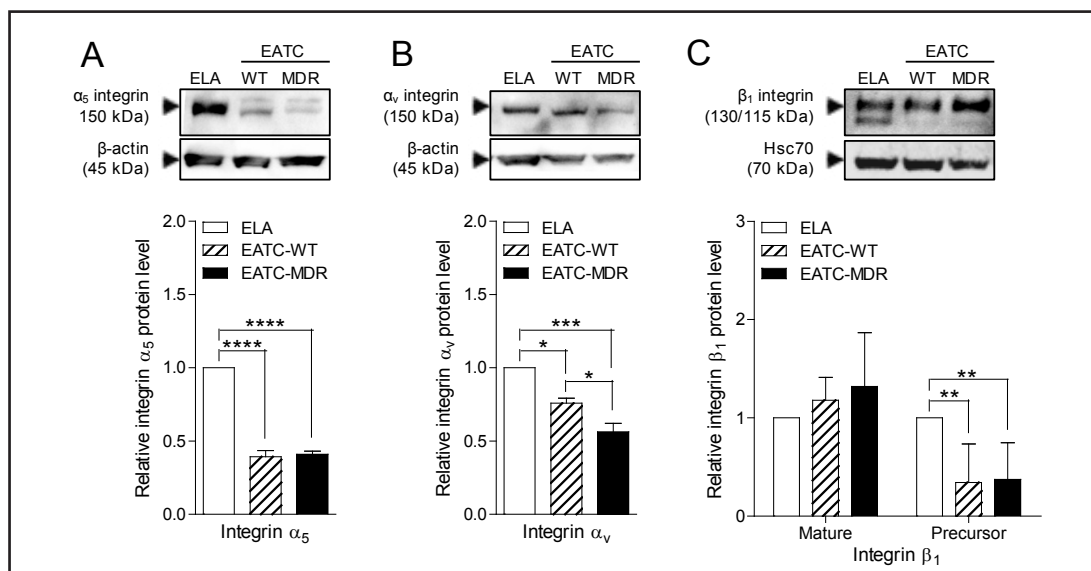 A
EATC
ELA WT MDR
α5 integrin
150 kDa)
β-actin
(45 kDa)
2.0
1.5
1.0
0.5
0.0
Relative integrin α5 protein level
ELA
EATC-WT
EATC-MDR
****
****
Integrin α5
B
EATC
ELA WT MDR
αv integrin
(150 kDa)
β-actin
(45 kDa)
2.0
1.5
1.0
0.5
0.0
Relative integrin αv protein level
ELA
EATC-WT
EATC-MDR
***
*
*
Integrin αv
C
EATC
ELA WT MDR
β1 integrin
(130/115 kDa)
Hsc70
(70 kDa)
3
2
1
0
Relative integrin β1 protein level
ELA
EATC-WT
EATC-MDR
**
**
Mature Precursor
Integrin β1